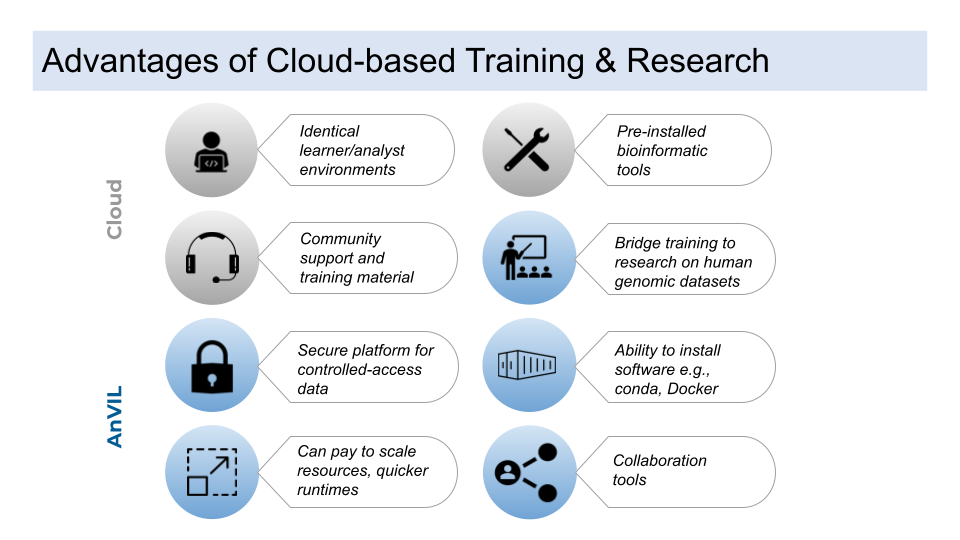 Advantages of Cloud-based Training & Research
Cloud
Identical
learner/analyst
environments
Pre-installed
bioinformatic
tools
Community
support and
training material
Bridge training to
research on human
genomic datasets
AnVIL
Secure platform for
controlled-access
data
Ability to install
software e.g.,
conda, Docker
Can pay to scale
resources, quicker
runtimes
Collaboration
tools